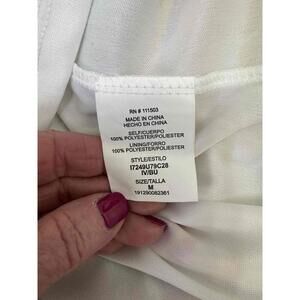 RN # 111503
MADE IN CHINA
HECHO EN CHINA
SELF/CUERPO
100% POLYESTER/POLIESTER
LINING/FORRO
100% POLYESTER/POLIESTER
STYLE/ESTILO
I7249U79C28
IV/BU
SIZE/TALLA
M
191290082361